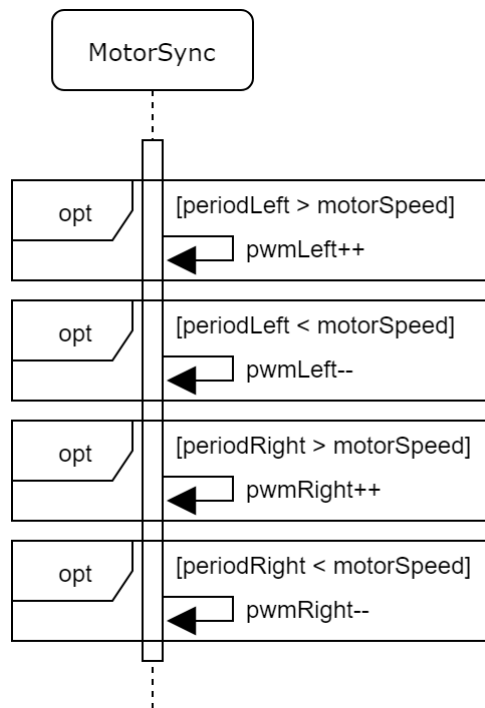 MotorSync
opt
[periodLeft > motorSpeed]
pwmLeft++
opt
[periodLeft < motorSpeed]
pwmLeft--
opt
[periodRight > motorSpeed]
pwmRight++
opt
[periodRight < motorSpeed]
pwmRight--